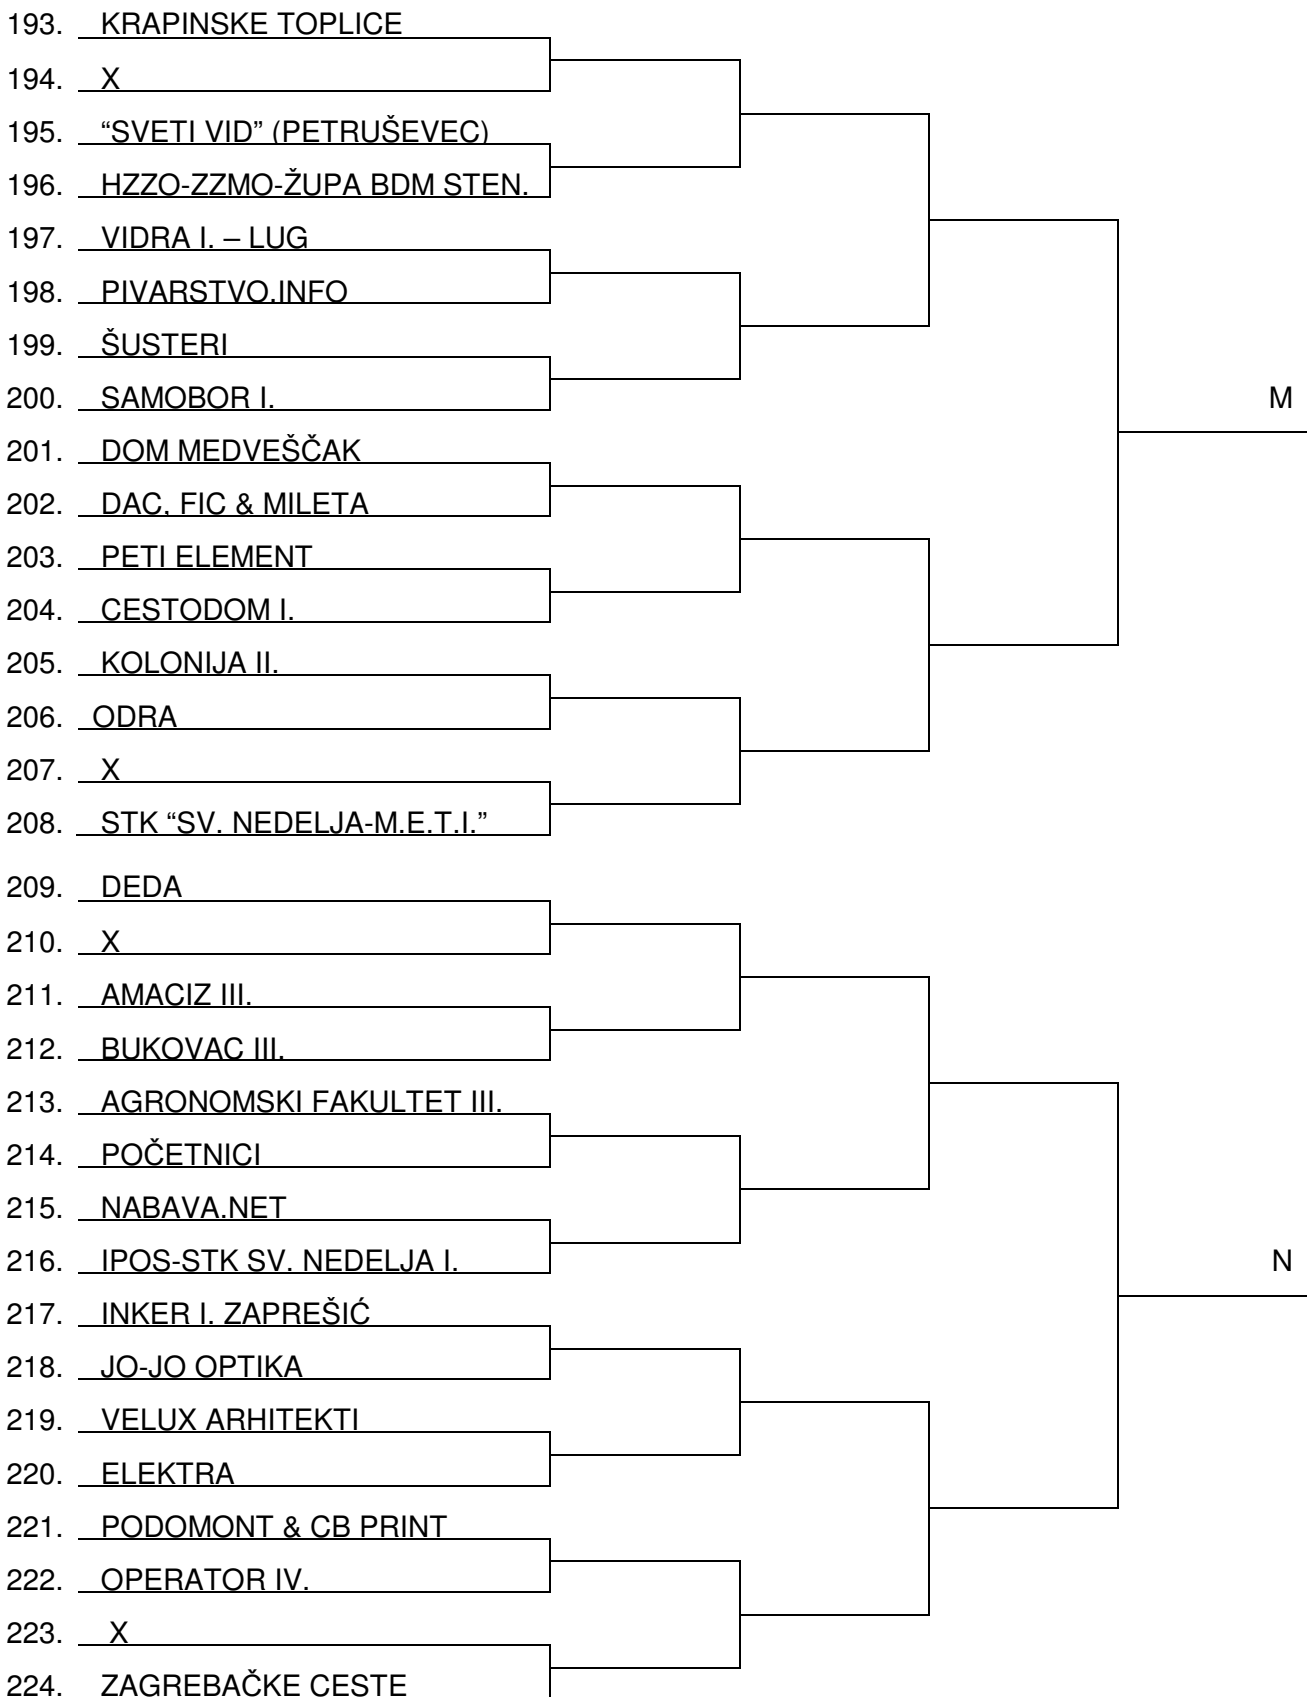 193. KRAPINSKE TOPLICE
194. X
195. “SVETI VID” (PETRUŠEVEC)
196. HZZO-ZZMO-ŽUPA BDM STEN.
197. VIDRA I. – LUG
198. PIVARSTVO.INFO
199. ŠUSTERI
200. SAMOBOR I.
M
201. DOM MEDVEŠČAK
202. DAC, FIC & MILETA
203. PETI ELEMENT
204. CESTODOM I.
205. KOLONIJA II.
206. ODRA
207. X
208. STK “SV. NEDELJA-M.E.T.I.”
209. DEDA
210. X
211. AMACIZ III.
212. BUKOVAC III.
213. AGRONOMSKI FAKULTET III.
214. POČETNICI
215. NABAVA.NET
216. IPOS-STK SV. NEDELJA I.
N
217. INKER I. ZAPREŠIĆ
218. JO-JO OPTIKA
219. VELUX ARHITEKTI
220. ELEKTRA
221. PODOMONT & CB PRINT
222. OPERATOR IV.
223. X
224. ZAGREBAČKE CESTE